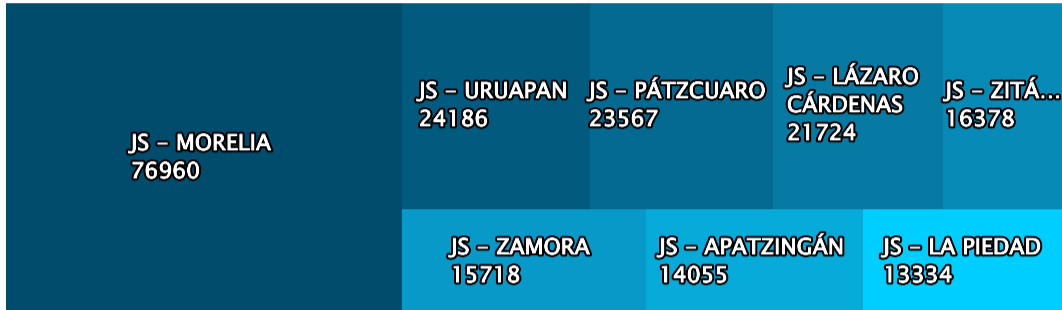 JS – MORELIA
76960
JS – URUAPAN
24186
JS – PÁTZCUARO
23567
JS – LÁZARO
CÁRDENAS
21724
JS – ZITÁ...
16378
JS – ZAMORA
15718
JS – APATZINGÁN
14055
JS – LA PIEDAD
13334